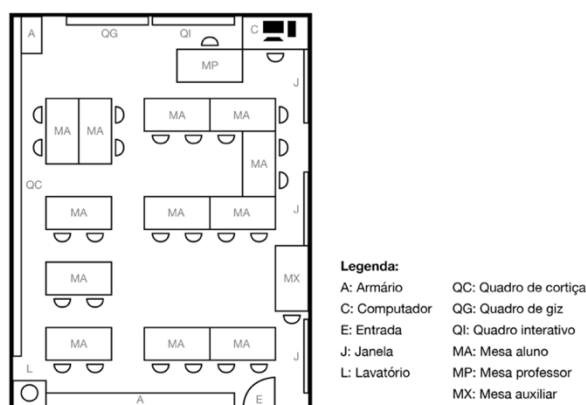 A
QG
QI
C
MP
J
MA
MA
MA
MA
MA
QC
J
MA
MA
MA
MX
MA
MA
MA
MA
J
L
A
E
Legenda:
A: Armário
C: Computador
E: Entrada
J: Janela
L: Lavatório
QC: Quadro de cortiça
QG: Quadro de giz
QI: Quadro interativo
MA: Mesa aluno
MP: Mesa professor
MX: Mesa auxiliar